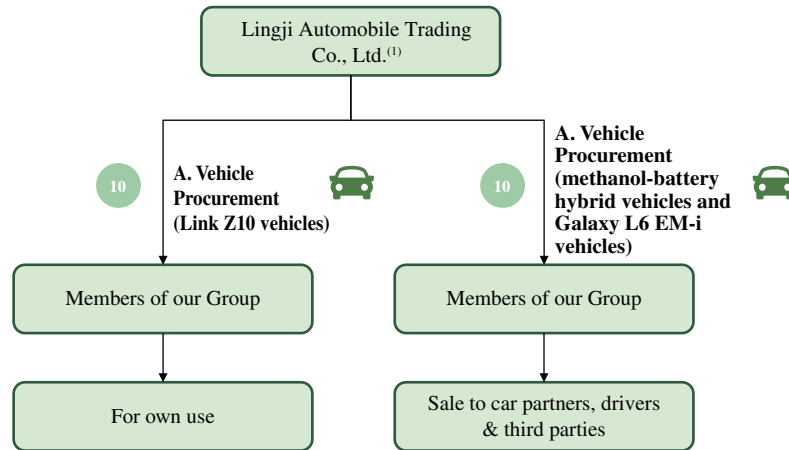 Lingji Automobile Trading
Co., Ltd.(1)
10
A. Vehicle
Procurement
(Link Z10 vehicles)
10
A. Vehicle
Procurement
(methanol-battery
hybrid vehicles and
Galaxy L6 EM-i
vehicles)
Members of our Group
Members of our Group
For own use
Sale to car partners, drivers
& third parties